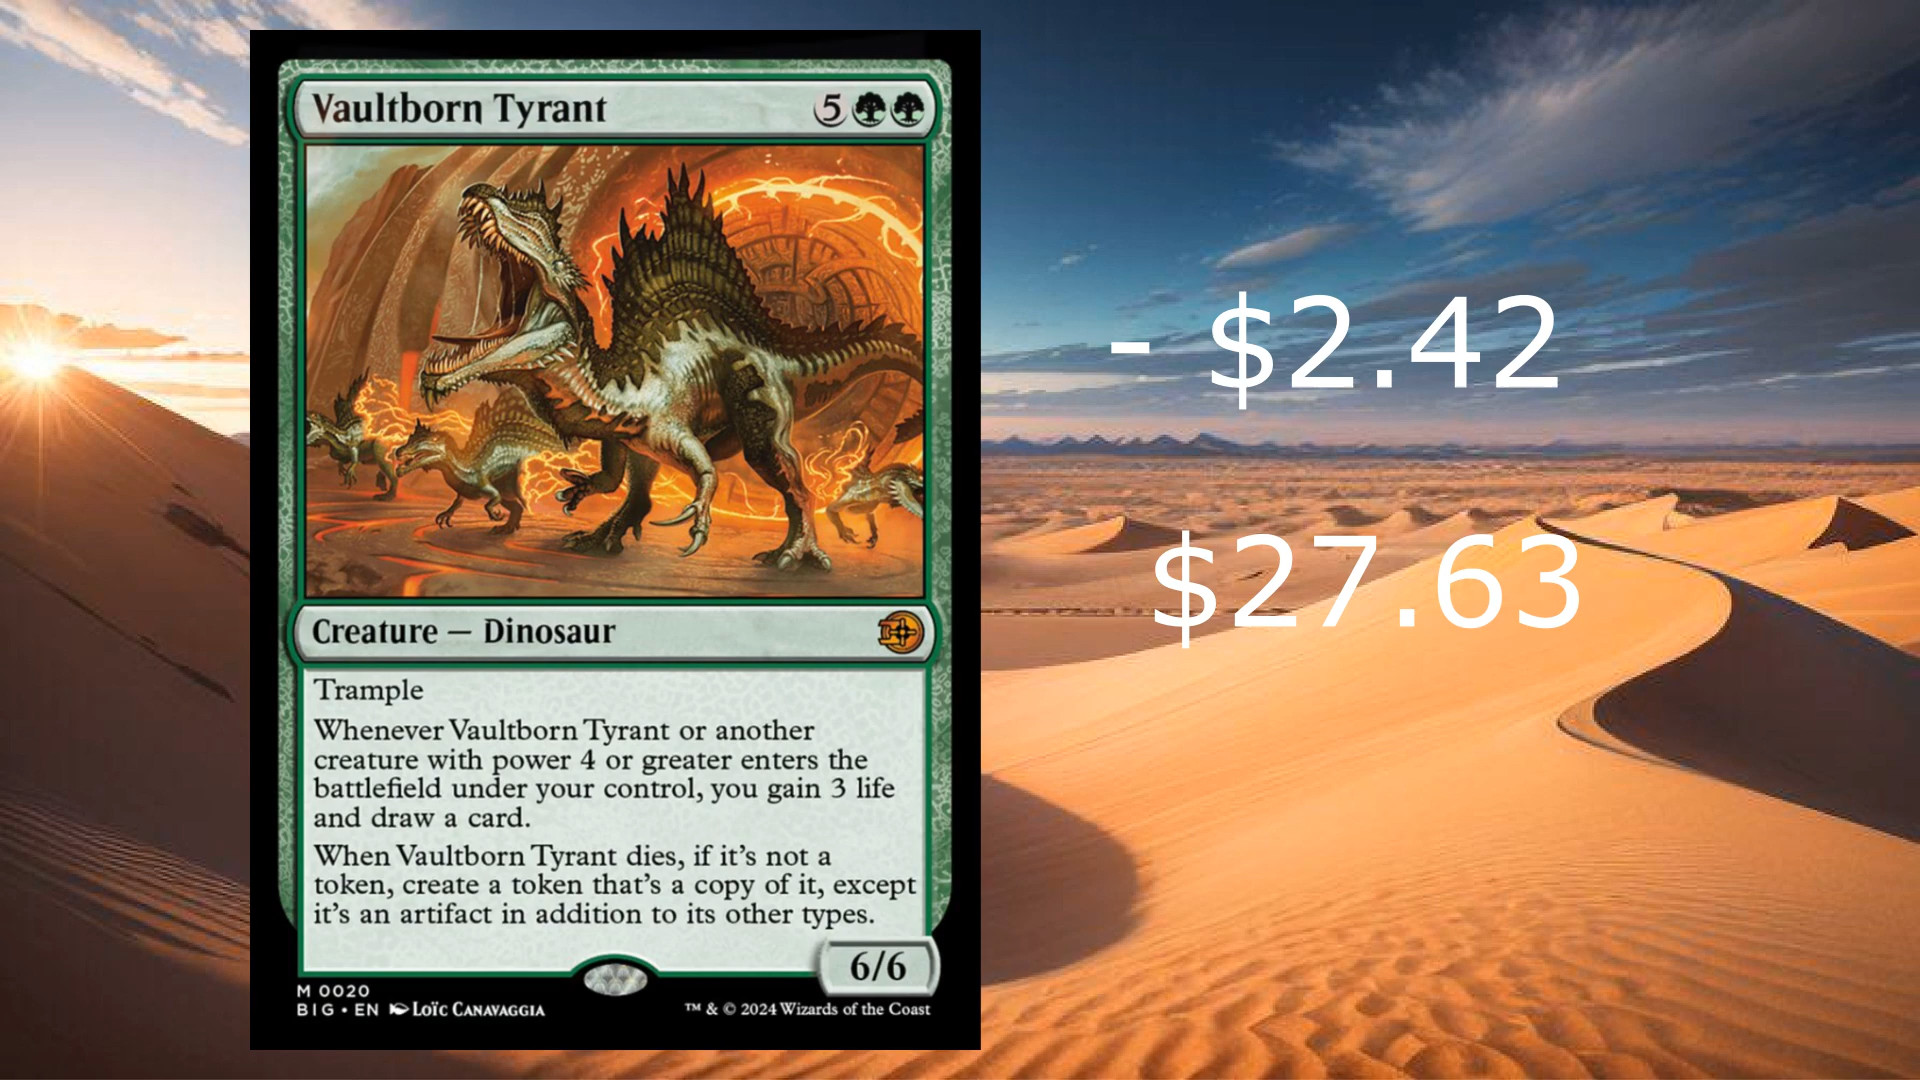 Vaultborn Tyrant 5
- $2.42
$27.63
Creature — Dinosaur
Trample
Whenever Vaultborn Tyrant or another
creature with power 4 or greater enters the
battlefield under your control, you gain 3 life
and draw a card.
When Vaultborn Tyrant dies, if it's not a
token, create a token that's a copy of it, except
it's an artifact in addition to its other types.
6/6
M 0020
BIG • EN Loïc Canavaggia
™ & © 2024 Wizards of the Coast